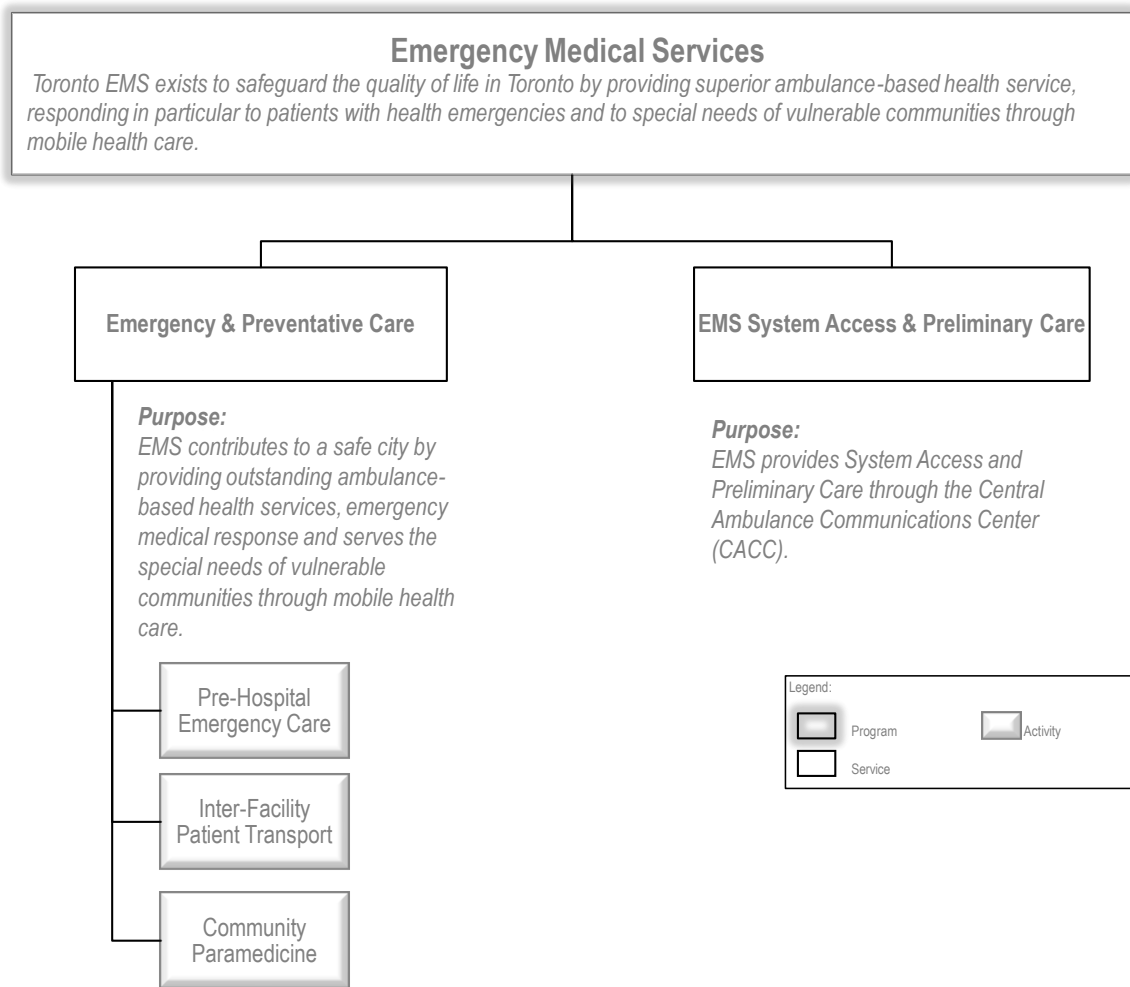 Emergency Medical Services
Toronto EMS exists to safeguard the quality of life in Toronto by providing superior ambulance-based health service,
responding in particular to patients with health emergencies and to special needs of vulnerable communities through
mobile health care.
Emergency & Preventative Care
EMS System Access & Preliminary Care
Purpose:
EMS contributes to a safe city by
providing outstanding ambulance-
based health services, emergency
medical response and serves the
special needs of vulnerable
communities through mobile health
care.
Purpose:
EMS provides System Access and
Preliminary Care through the Central
Ambulance Communications Center
(CACC).
Pre-Hospital
Emergency Care
Inter-Facility
Patient Transport
Community
Paramedicine
Legend:
Program
Activity
Service